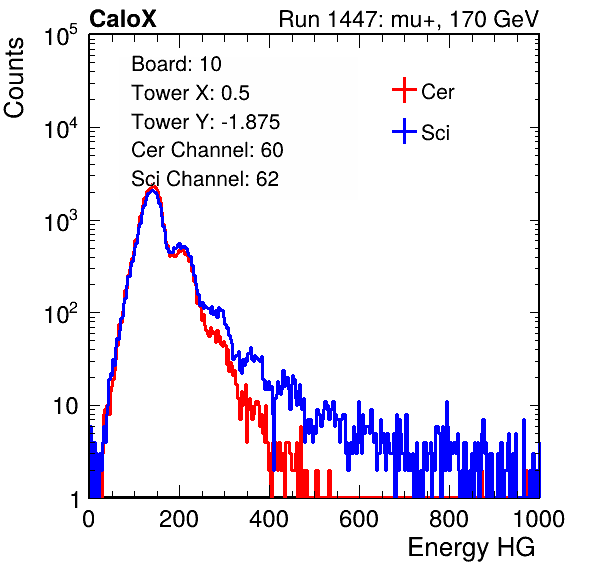 CaloX Run 1447: mu+, 170 GeV
Counts
Board: 10
Tower X: 0.5
Tower Y: -1.875
Cer Channel: 60
Sci Channel: 62
Cer
Sci
10^5
10^4
10^3
10^2
10
1
0 200 400 600 800 1000
Energy HG